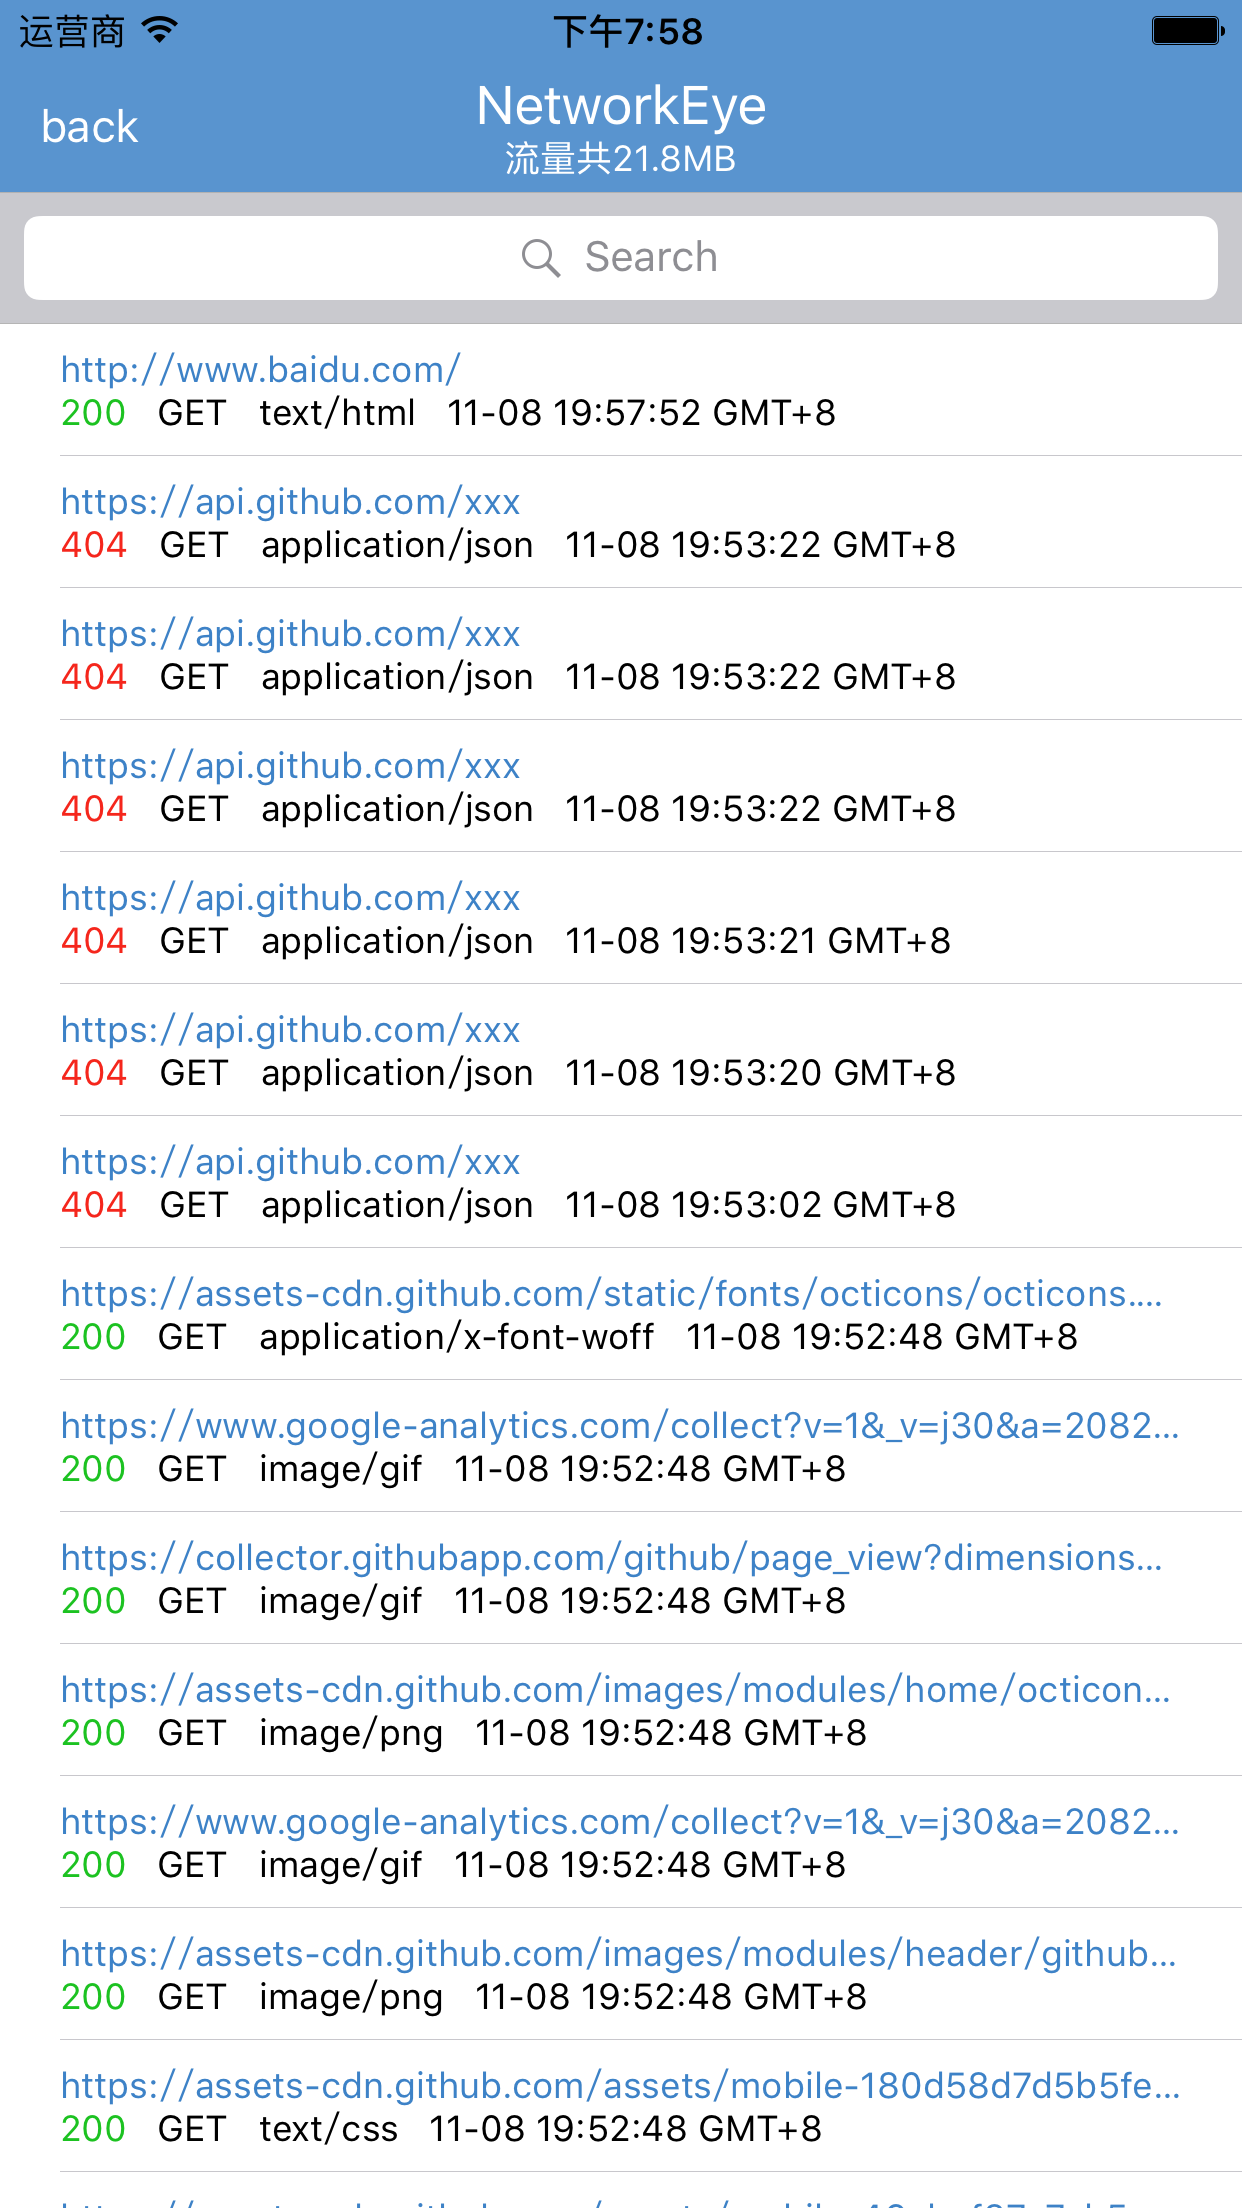 运营商 下午7:58
back
NetworkEye
流量共21.8MB
Search
http://www.baidu.com/
200 GET text/html 11-08 19:57:52 GMT+8
https://api.github.com/xxx
404 GET application/json 11-08 19:53:22 GMT+8
https://api.github.com/xxx
404 GET application/json 11-08 19:53:22 GMT+8
https://api.github.com/xxx
404 GET application/json 11-08 19:53:22 GMT+8
https://api.github.com/xxx
404 GET application/json 11-08 19:53:21 GMT+8
https://api.github.com/xxx
404 GET application/json 11-08 19:53:20 GMT+8
https://api.github.com/xxx
404 GET application/json 11-08 19:53:02 GMT+8
https://assets-cdn.github.com/static/fonts/octicons/octicons....
200 GET application/x-font-woff 11-08 19:52:48 GMT+8
https://www.google-analytics.com/collect?v=1&_v=j30&a=2082...
200 GET image/gif 11-08 19:52:48 GMT+8
https://collector.githubapp.com/github/page_view?dimensions...
200 GET image/gif 11-08 19:52:48 GMT+8
https://assets-cdn.github.com/images/modules/home/octicon...
200 GET image/png 11-08 19:52:48 GMT+8
https://www.google-analytics.com/collect?v=1&_v=j30&a=2082...
200 GET image/gif 11-08 19:52:48 GMT+8
https://assets-cdn.github.com/images/modules/header/github...
200 GET image/png 11-08 19:52:48 GMT+8
https://assets-cdn.github.com/assets/mobile-180d58d7d5b5fe...
200 GET text/css 11-08 19:52:48 GMT+8